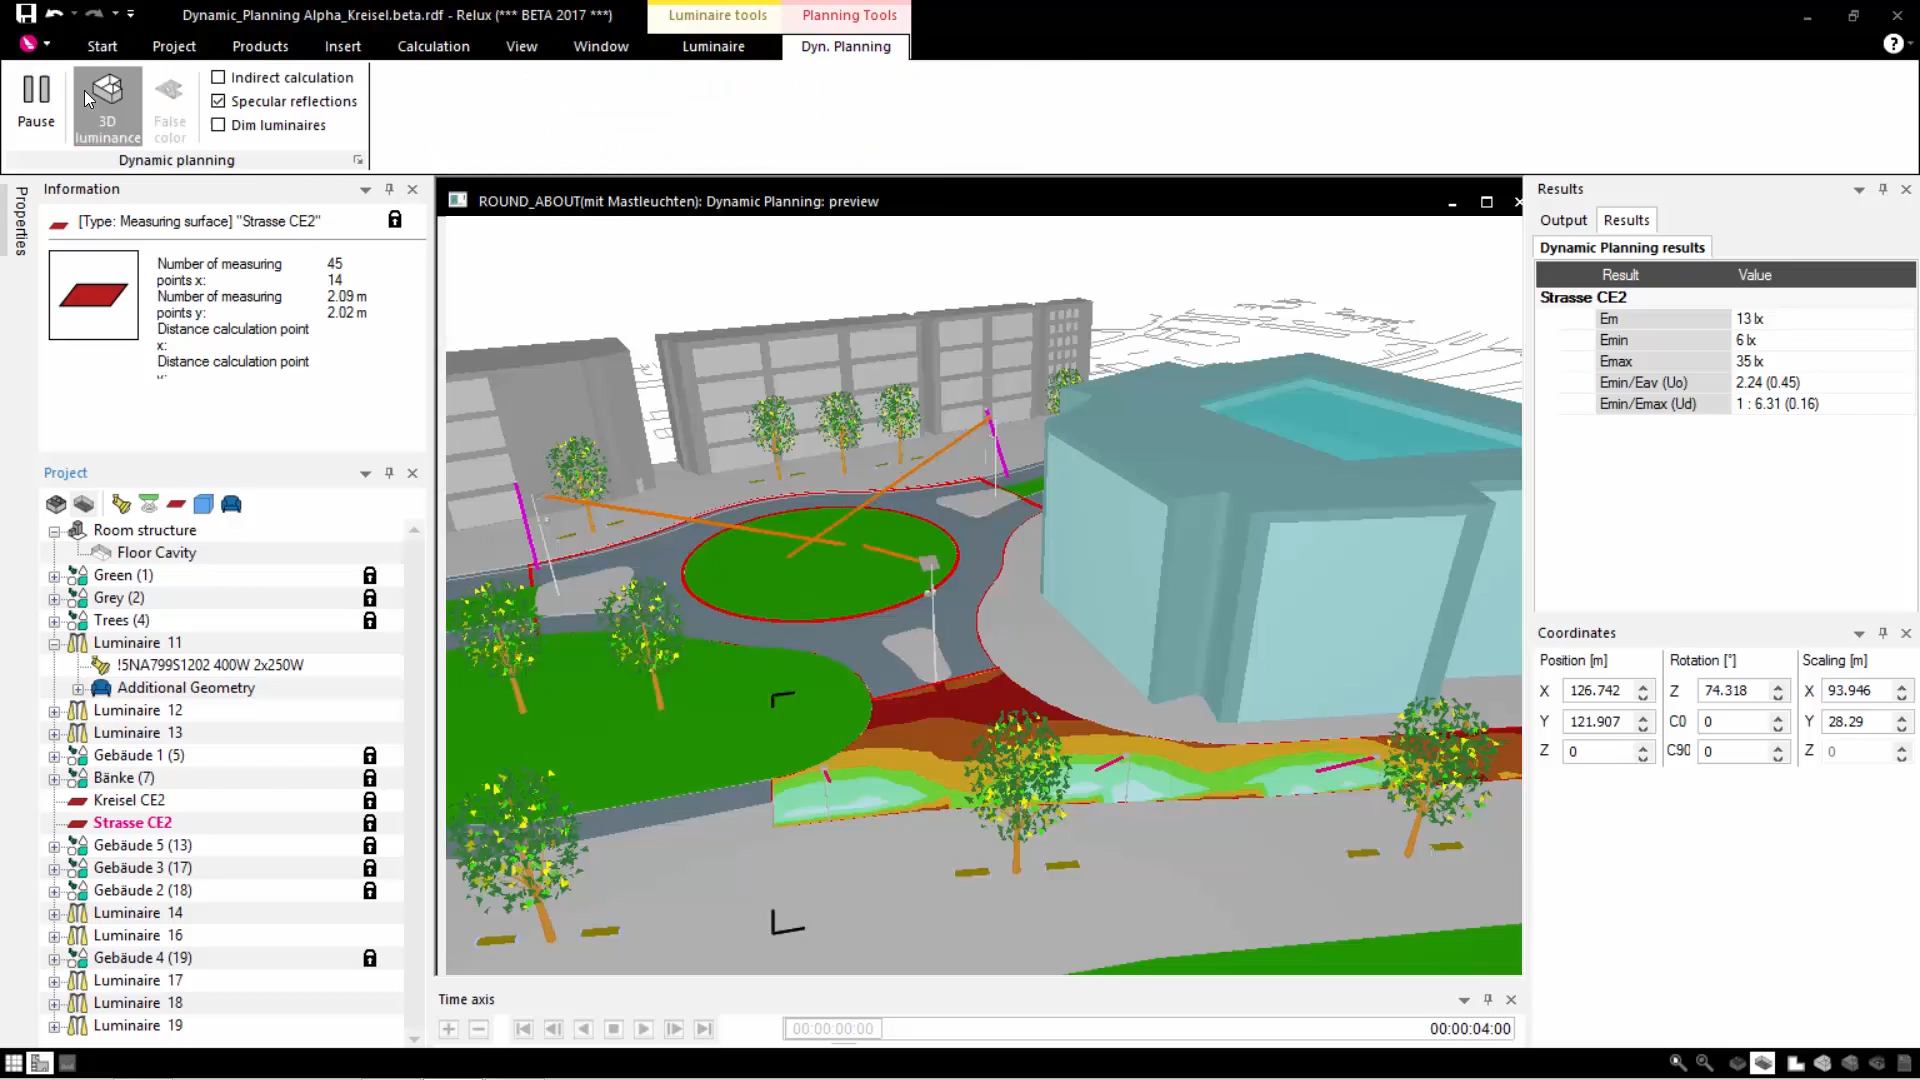 Dynamic_Planning Alpha_Kreisel.beta.rdf - Relux (*** BETA 2017 ***)
Luminaire tools
Planning Tools
Start
Project
Products
Insert
Calculation
View
Window
Luminaire
Dyn. Planning
?
Pause
3D
luminance
False
color
Indirect calculation
Specular reflections
Dim luminaires
Dynamic planning
Properties
Information
[Type: Measuring surface] "Strasse CE2"
Number of measuring 45
points x: 14
Number of measuring 2.09 m
points y: 2.02 m
Distance calculation point
x:
Distance calculation point
Project
Room structure
Floor Cavity
Green (1)
Grey (2)
Trees (4)
Luminaire 11
!5NA799S1202 400W 2x250W
Additional Geometry
Luminaire 12
Luminaire 13
Gebäude 1 (5)
Bänke (7)
Kreisel CE2
Strasse CE2
Gebäude 5 (13)
Gebäude 3 (17)
Gebäude 2 (18)
Luminaire 14
Luminaire 16
Gebäude 4 (19)
Luminaire 17
Luminaire 18
Luminaire 19
ROUND_ABOUT(mit Mastleuchten): Dynamic Planning: preview
Time axis
00:00:00:00
00:00:04:00
Results
Output Results
Dynamic Planning results
Result Value
Strasse CE2
Em 13 lx
Emin 6 lx
Emax 35 lx
Emin/Eav (Uo) 2.24 (0.45)
Emin/Emax (Ud) 1 : 6.31 (0.16)
Coordinates
Position [m] Rotation [°] Scaling [m]
X 126.742 Z 74.318 X 93.946
Y 121.907 C0 0 Y 28.29
Z 0 C90 0 Z 0